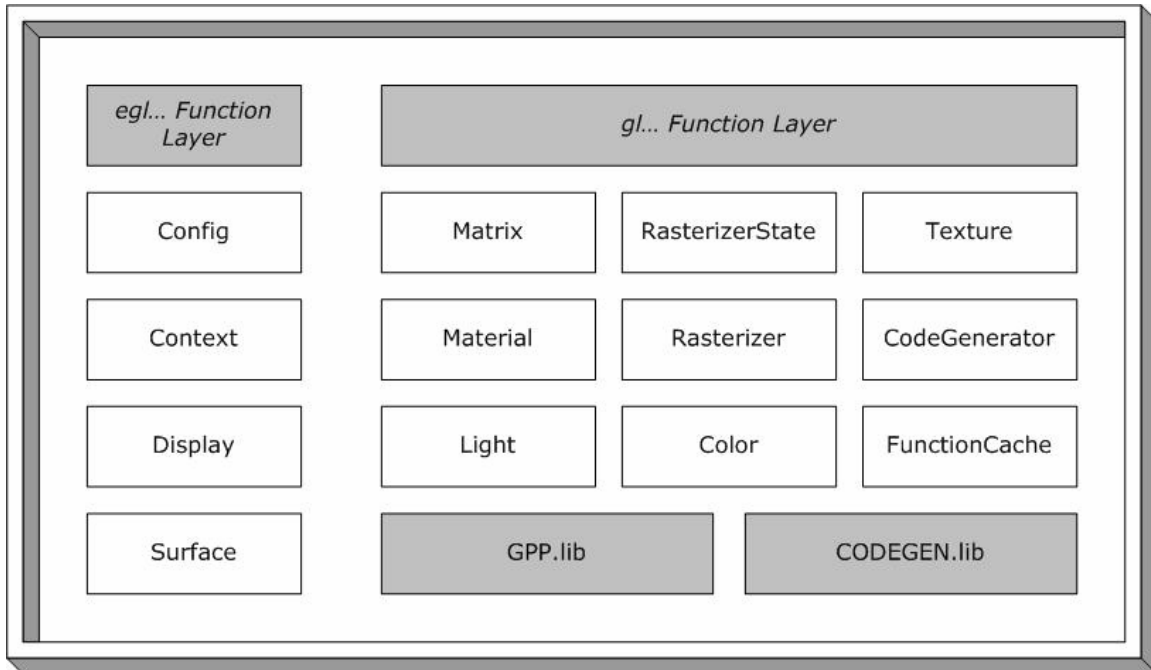 egl... Function
Layer
gl... Function Layer
Config
Matrix
RasterizerState
Texture
Context
Material
Rasterizer
CodeGenerator
Display
Light
Color
FunctionCache
Surface
GPP.lib
CODEGEN.lib